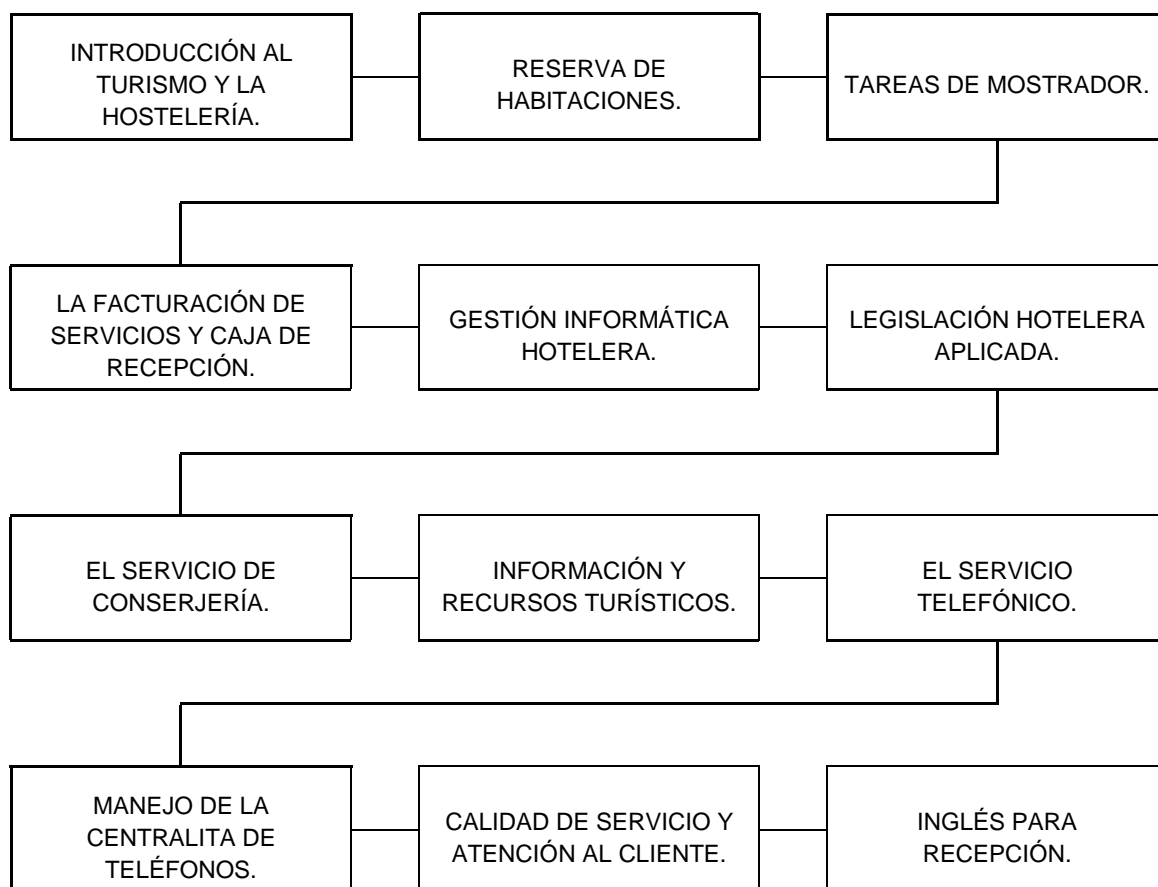 INTRODUCCIÓN AL
TURISMO Y LA
HOSTELERÍA.
RESERVA DE
HABITACIONES.
TAREAS DE MOSTRADOR.
LA FACTURACIÓN DE
SERVICIOS Y CAJA DE
RECEPCIÓN.
GESTIÓN INFORMÁTICA
HOTELERA.
LEGISLACIÓN HOTELERA
APLICADA.
EL SERVICIO DE
CONSERJERÍA.
INFORMACIÓN Y
RECURSOS TURÍSTICOS.
EL SERVICIO
TELEFÓNICO.
MANEJO DE LA
CENTRALITA DE
TELÉFONOS.
CALIDAD DE SERVICIO Y
ATENCIÓN AL CLIENTE.
INGLÉS PARA
RECEPCIÓN.